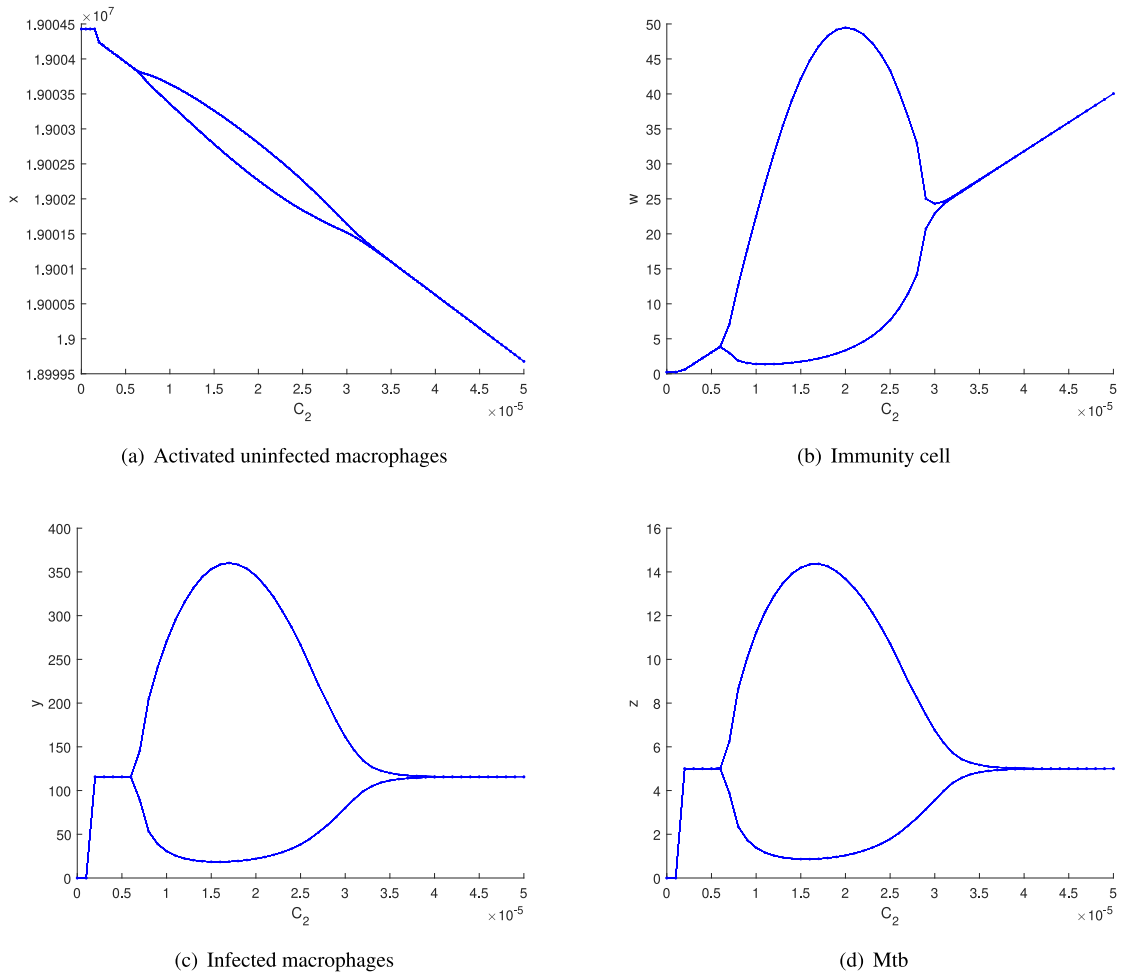 ×10⁷
1.90045
1.9004
1.90035
1.9003
1.90025
1.9002
1.90015
1.9001
1.90005
1.9
1.89995
x
0 0.5 1 1.5 2 2.5 3 3.5 4 4.5 5
C₂
×10⁻⁵
(a) Activated uninfected macrophages
50
45
40
35
30
25
20
15
10
5
0
w
0 0.5 1 1.5 2 2.5 3 3.5 4 4.5 5
C₂
×10⁻⁵
(b) Immunity cell
400
350
300
250
200
150
100
50
0
y
0 0.5 1 1.5 2 2.5 3 3.5 4 4.5 5
C₂
×10⁻⁵
(c) Infected macrophages
16
14
12
10
8
6
4
2
0
z
0 0.5 1 1.5 2 2.5 3 3.5 4 4.5 5
C₂
×10⁻⁵
(d) Mtb